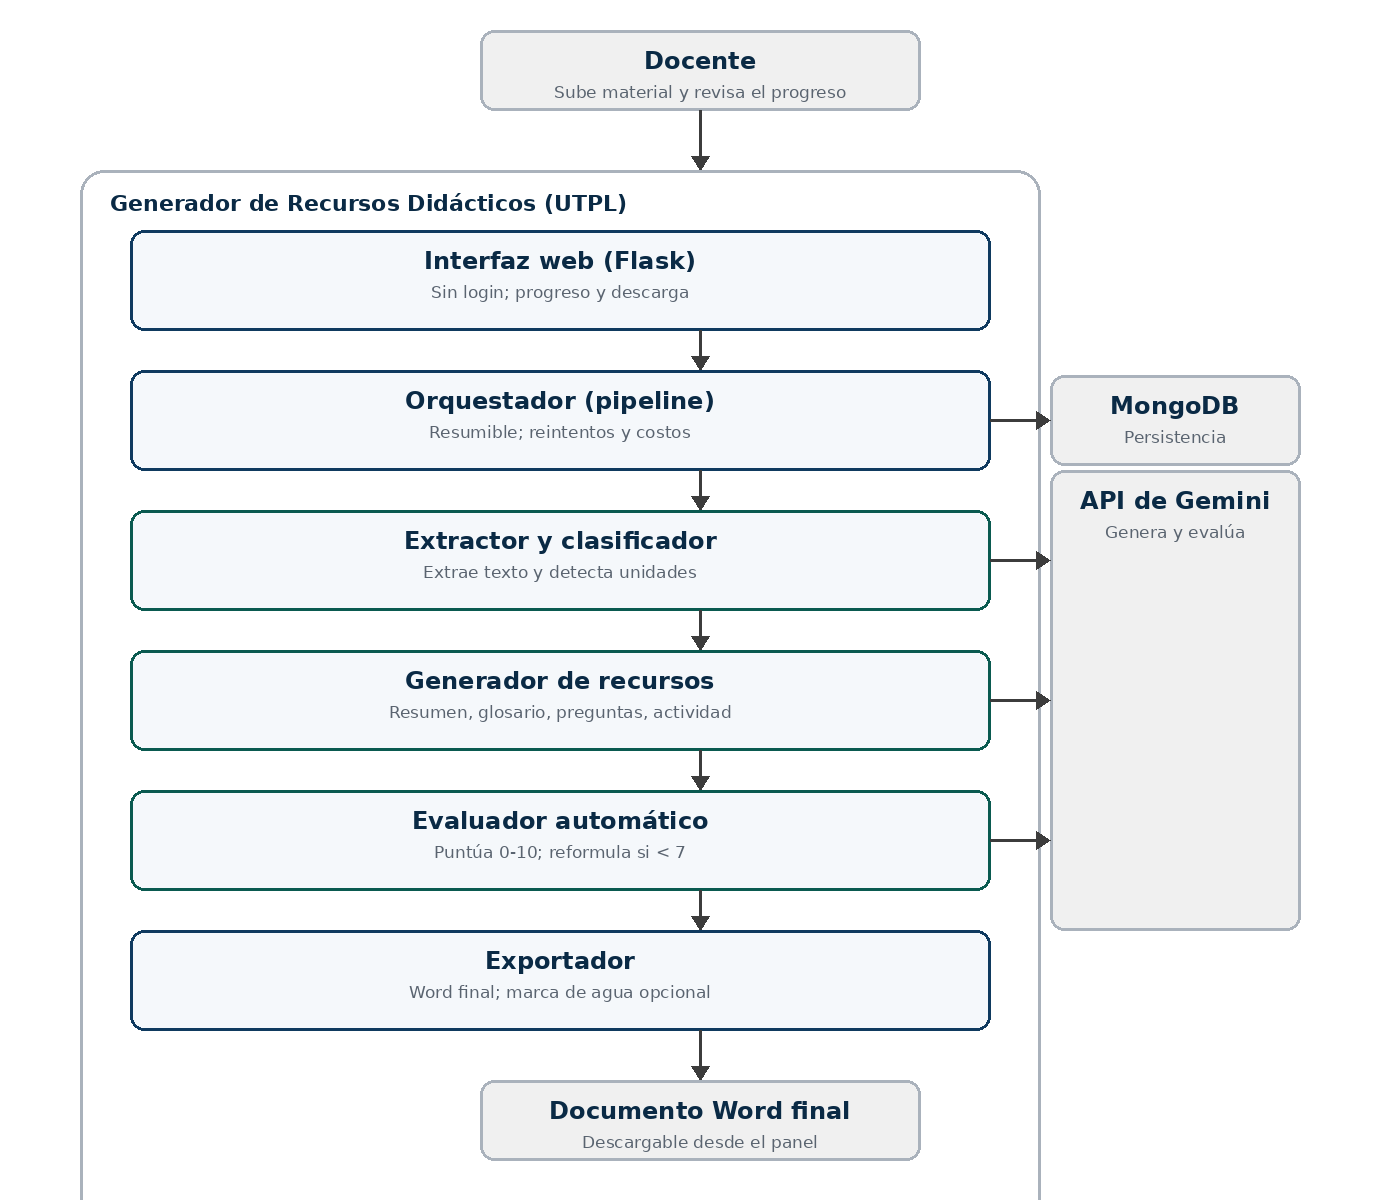 Docente
Sube material y revisa el progreso
Generador de Recursos Didácticos (UTPL)
Interfaz web (Flask)
Sin login; progreso y descarga
Orquestador (pipeline)
Resumible; reintentos y costos
MongoDB
Persistencia
API de Gemini
Genera y evalúa
Extractor y clasificador
Extrae texto y detecta unidades
Generador de recursos
Resumen, glosario, preguntas, actividad
Evaluador automático
Puntúa 0-10; reformula si < 7
Exportador
Word final; marca de agua opcional
Documento Word final
Descargable desde el panel